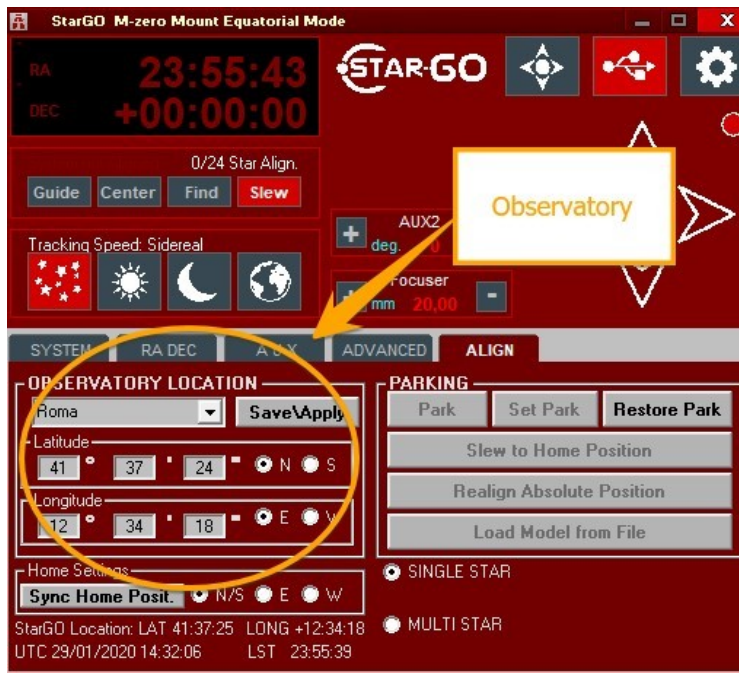 StarGO M-zero Mount Equatorial Mode
RA 23:55:43
DEC +00:00:00
STAR-GO
0/24 Star Align.
Guide Center Find Slew
Observatory
AUX2
deg. 0
Tracking Speed: Sidereal
Focuser
mm 20,00
SYSTEM RA DEC AUX ADVANCED ALIGN
OBSERVATORY LOCATION
Roma Save\Apply
Latitude
41 ° 37 ' 24 " N S
Longitude
12 ° 34 ' 18 " E W
Home Settings
Sync Home Posit. N/S E W
StarGO Location: LAT 41:37:25 LONG +12:34:18
UTC 29/01/2020 14:32:06 LST 23:55:39
PARKING
Park Set Park Restore Park
Slew to Home Position
Realign Absolute Position
Load Model from File
SINGLE STAR
MULTI STAR